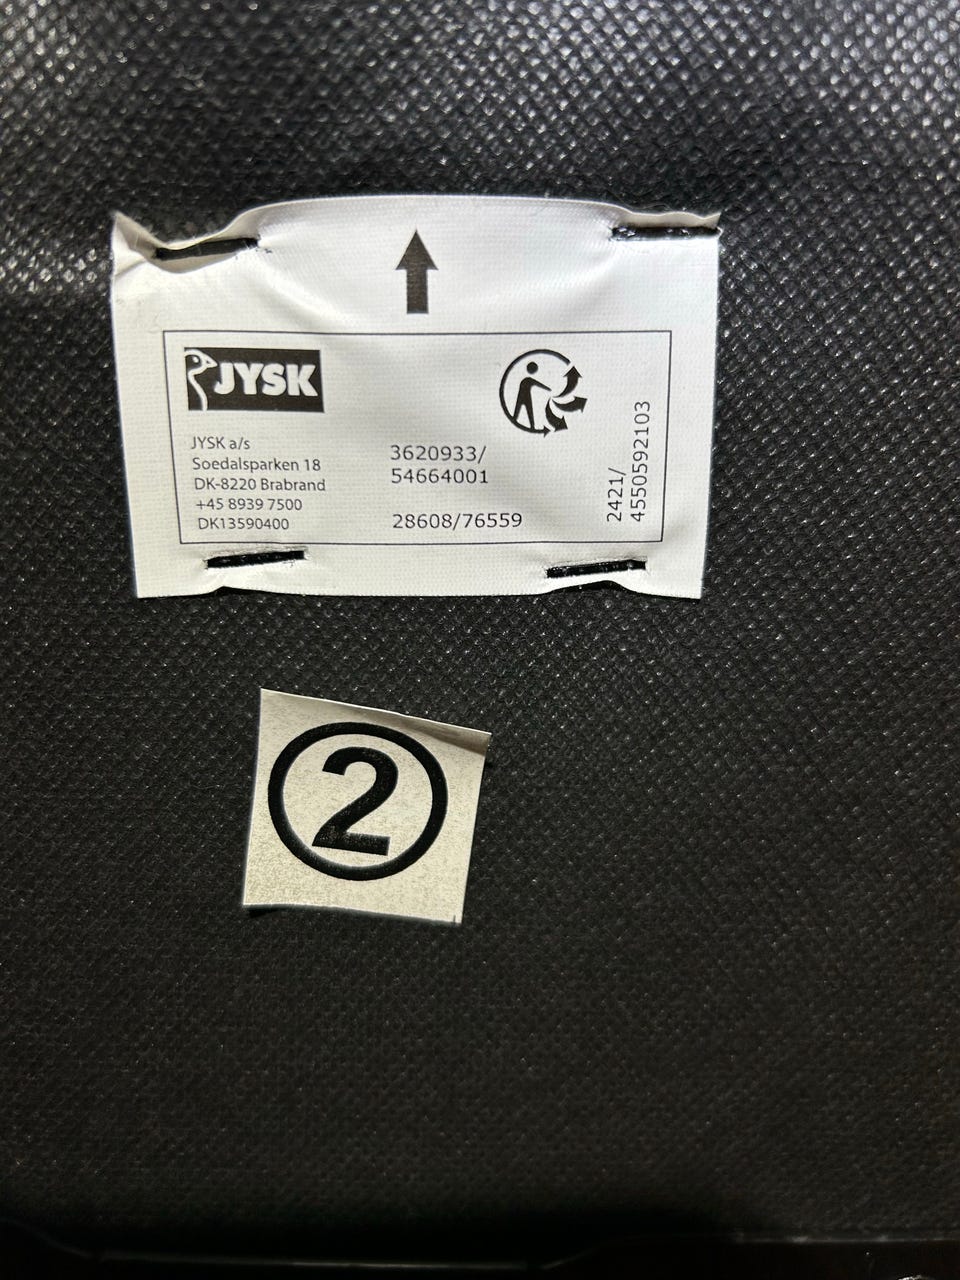 JYSK
JYSK a/s
Soedalsparken 18
DK-8220 Brabrand
+45 8939 7500
DK13590400
3620933/
54664001
28608/76559
2421/
4550592103
2